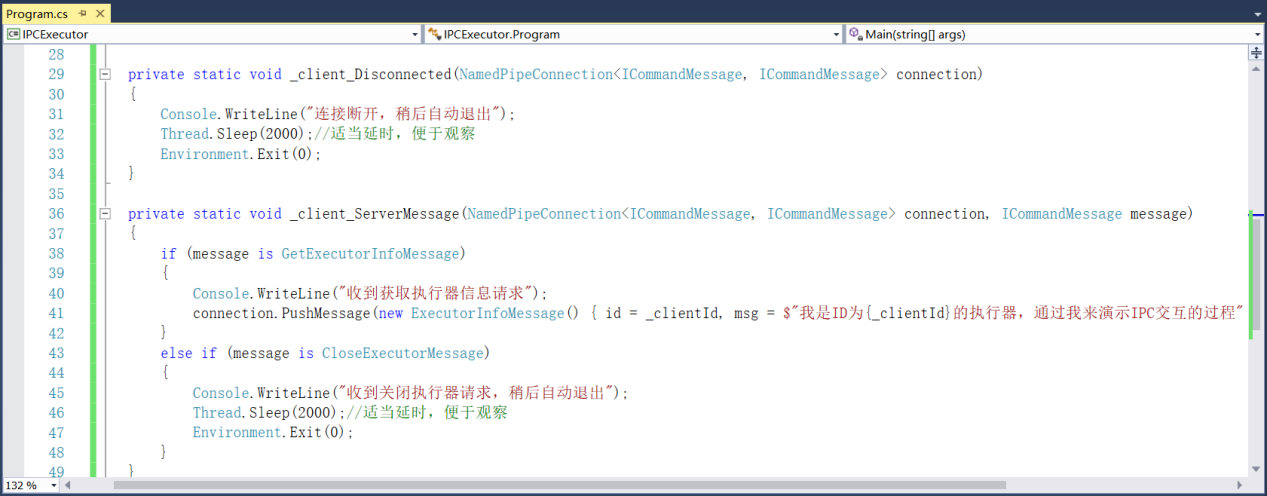 Program.cs
IPCExecutor IPCExecutor.Program Main(string[] args)
28
29 private static void _client_Disconnected(NamedPipeConnection<ICommandMessage, ICommandMessage> connection)
30 {
31 Console.WriteLine("连接断开，稍后自动退出");
32 Thread.Sleep(2000);//适当延时，便于观察
33 Environment.Exit(0);
34 }
35
36 private static void _client_ServerMessage(NamedPipeConnection<ICommandMessage, ICommandMessage> connection, ICommandMessage message)
37 {
38 if (message is GetExecutorInfoMessage)
39 {
40 Console.WriteLine("收到获取执行器信息请求");
41 connection.PushMessage(new ExecutorInfoMessage() { id = _clientId, msg = $"我是ID为{_clientId}的执行器，通过我来演示IPC交互的过程"
42 }
43 else if (message is CloseExecutorMessage)
44 {
45 Console.WriteLine("收到关闭执行器请求，稍后自动退出");
46 Thread.Sleep(2000);//适当延时，便于观察
47 Environment.Exit(0);
48 }
49 }
132 %